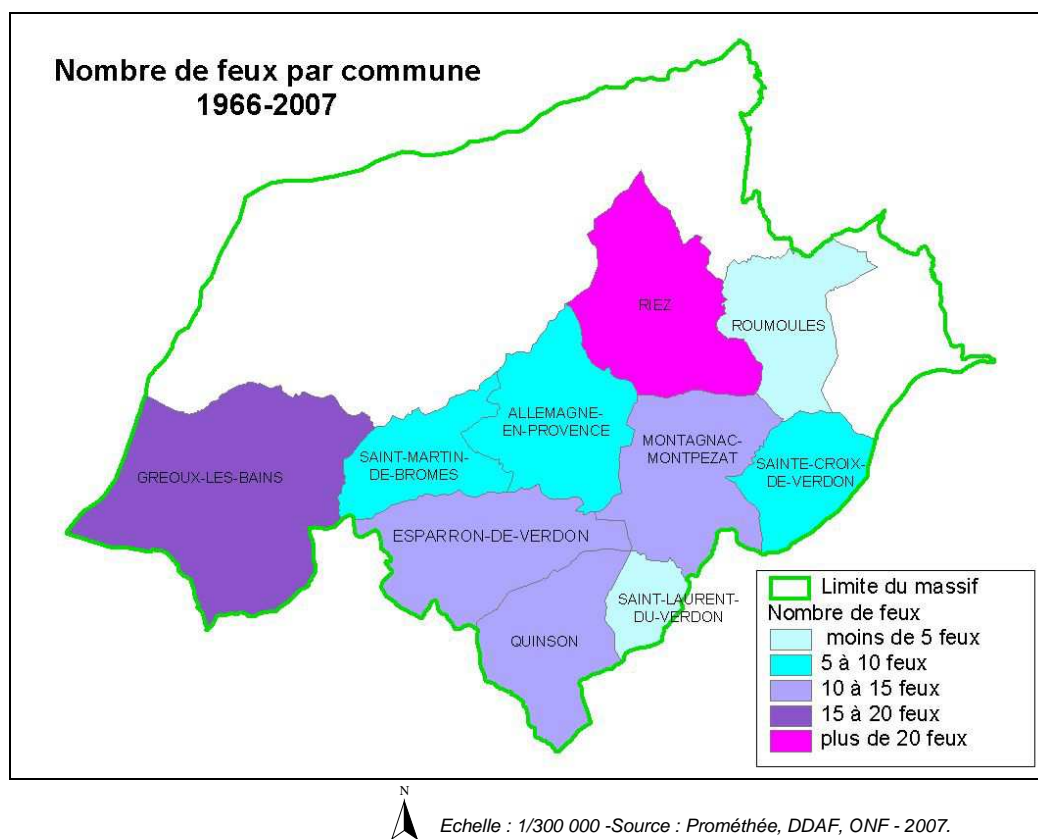 Nombre de feux par commune
1966-2007
RIEZ
ROUMOULES
ALLEMAGNE-
EN-PROVENCE
MONTAGNAC-
MONTPEZAT
SAINT-MARTIN-
DE-BROMES
SAINTE-CROIX-
DE-VERDON
GREOUX-LES-BAINS
ESPARRON-DE-VERDON
SAINT-LAURENT-
DU-VERDON
QUINSON
Limite du massif
Nombre de feux
moins de 5 feux
5 à 10 feux
10 à 15 feux
15 à 20 feux
plus de 20 feux
N
Echelle : 1/300 000 -Source : Prométhée, DDAF, ONF - 2007.